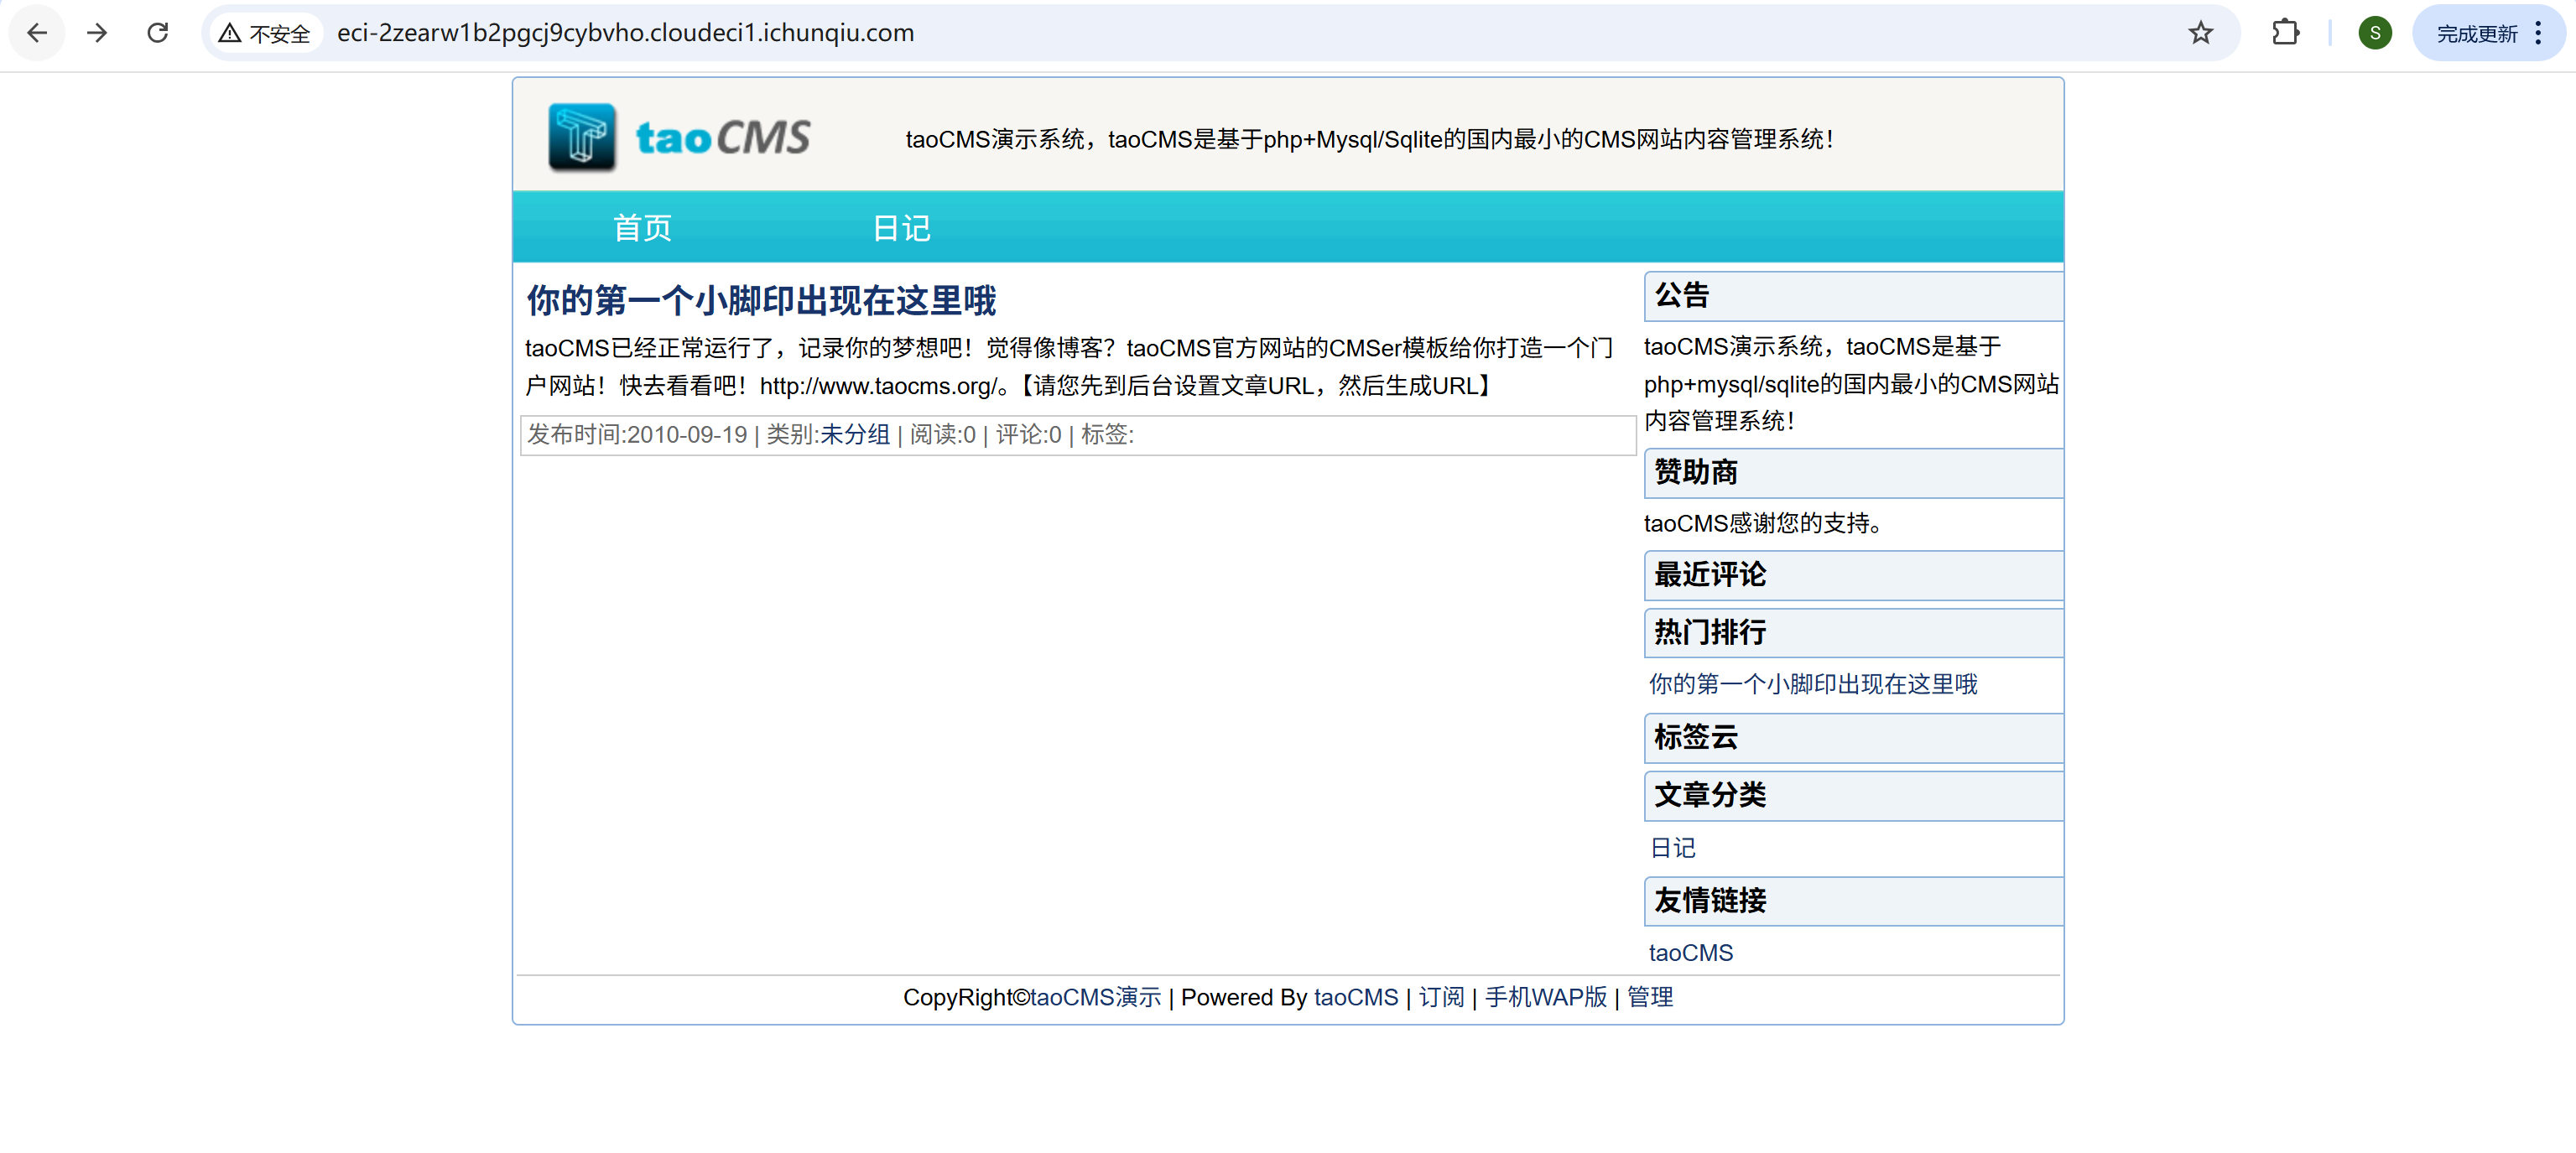 不安全 eci-2zearw1b2pgcj9cybvho.cloudeci1.ichunqiu.com S 完成更新
taoCMS taoCMS演示系统，taoCMS是基于php+Mysql/Sqlite的国内最小的CMS网站内容管理系统！
首页 日记
你的第一个小脚印出现在这里哦
taoCMS已经正常运行了，记录你的梦想吧！觉得像博客？taoCMS官方网站的CMSer模板给你打造一个门
户网站！快去看看吧！http://www.taocms.org/。【请您先到后台设置文章URL，然后生成URL】
发布时间:2010-09-19 | 类别:未分组 | 阅读:0 | 评论:0 | 标签:
公告
taoCMS演示系统，taoCMS是基于
php+mysql/sqlite的国内最小的CMS网站
内容管理系统！
赞助商
taoCMS感谢您的支持。
最近评论
热门排行
你的第一个小脚印出现在这里哦
标签云
文章分类
日记
友情链接
taoCMS
CopyRight©taoCMS演示 | Powered By taoCMS | 订阅 | 手机WAP版 | 管理